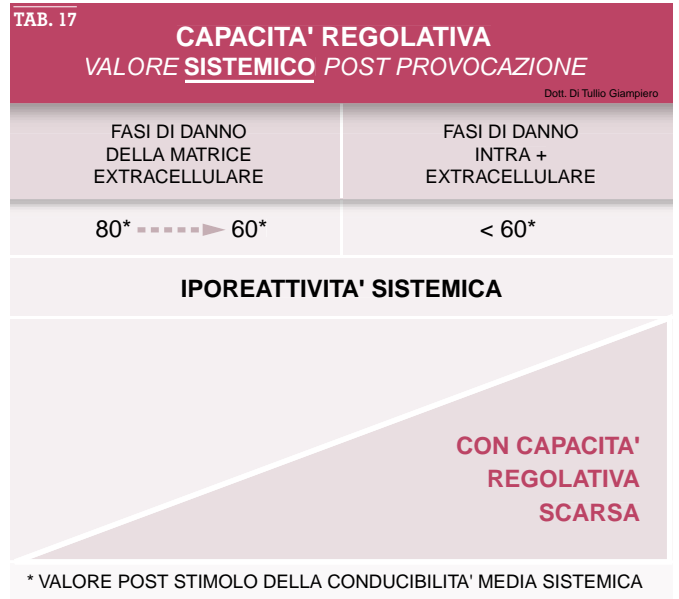 TAB. 17
CAPACITA' REGOLATIVA
VALORE SISTEMICO POST PROVOCAZIONE
Dott. Di Tullio Giampiero
FASI DI DANNO
DELLA MATRICE
EXTRACELLULARE
FASI DI DANNO
INTRA +
EXTRACELLULARE
80* 60*
< 60*
IPOREATTIVITA' SISTEMICA
CON CAPACITA'
REGOLATIVA
SCARSA
* VALORE POST STIMOLO DELLA CONDUCIBILITA' MEDIA SISTEMICA